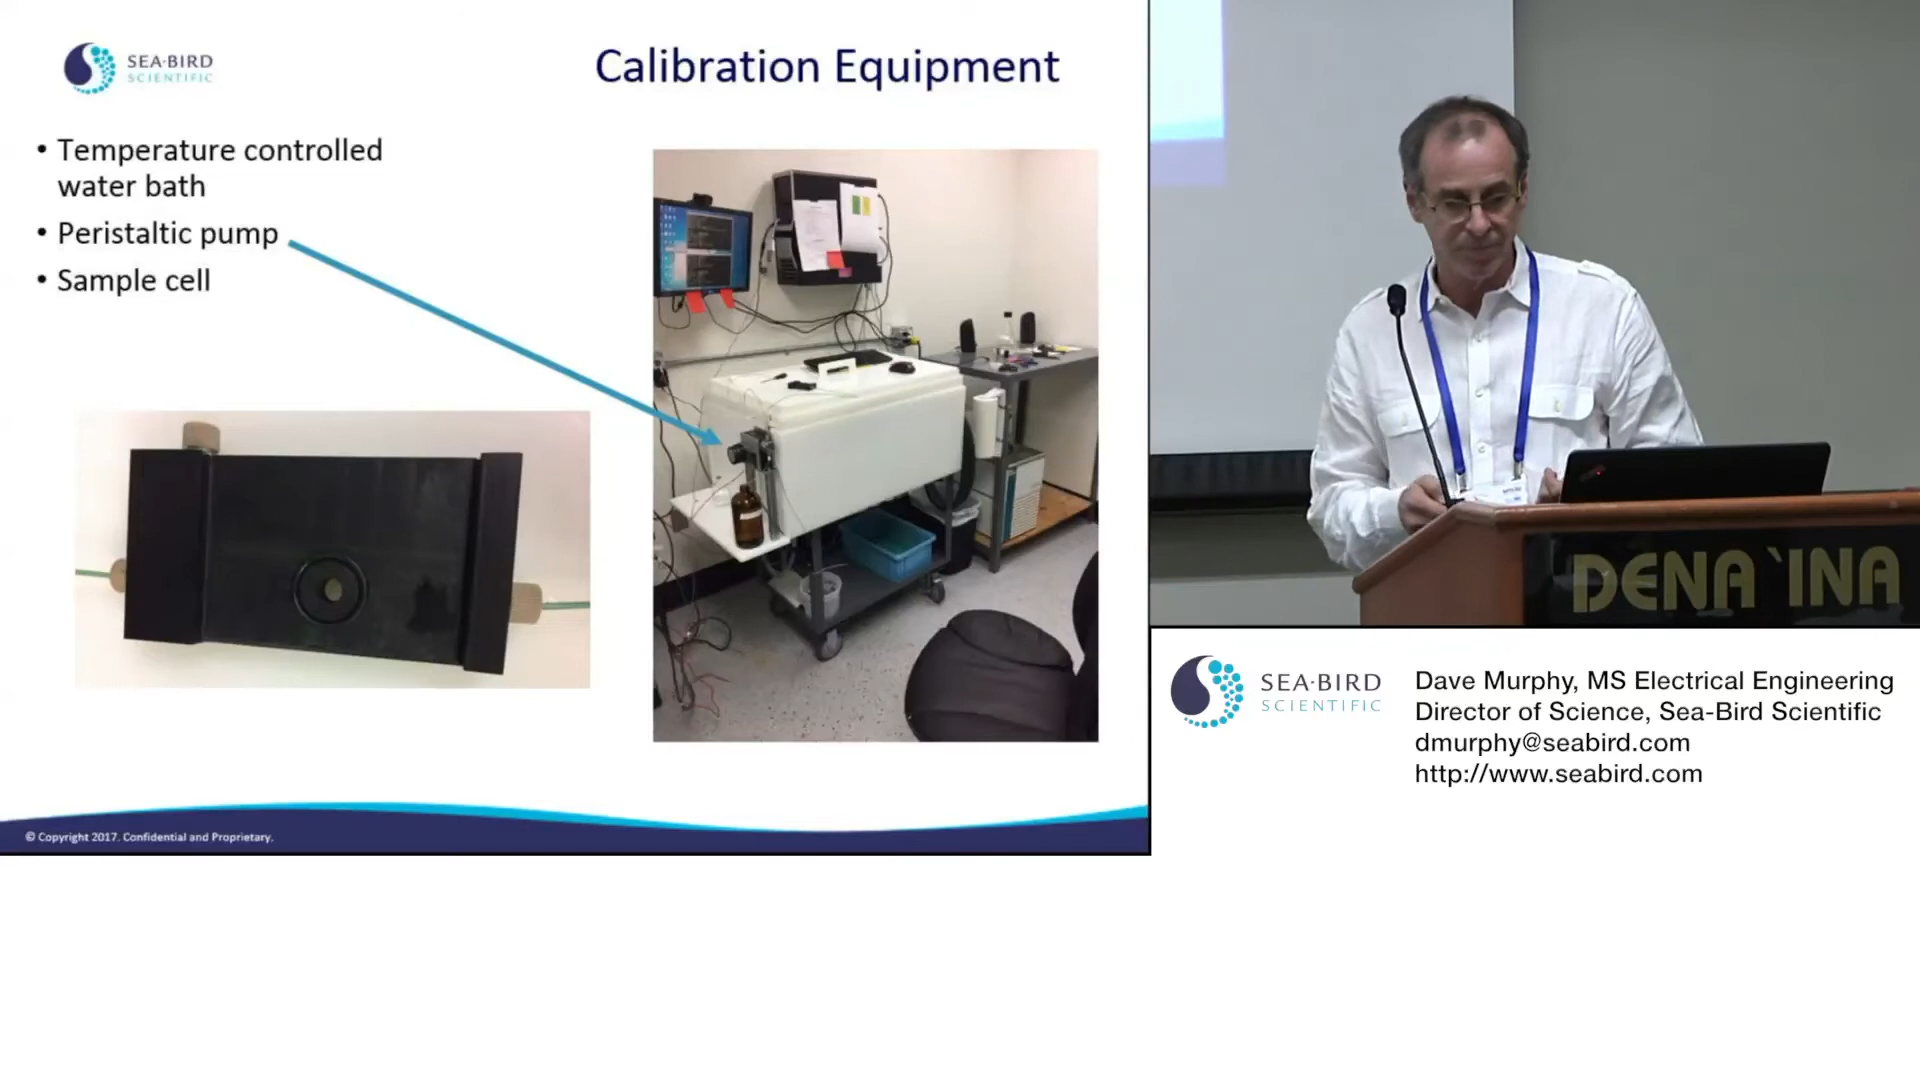 SEA·BIRD
SCIENTIFIC
Calibration Equipment
• Temperature controlled
water bath
• Peristaltic pump
• Sample cell
© Copyright 2017. Confidential and Proprietary.
DENA`INA
SEA·BIRD
SCIENTIFIC
Dave Murphy, MS Electrical Engineering
Director of Science, Sea-Bird Scientific
dmurphy@seabird.com
http://www.seabird.com